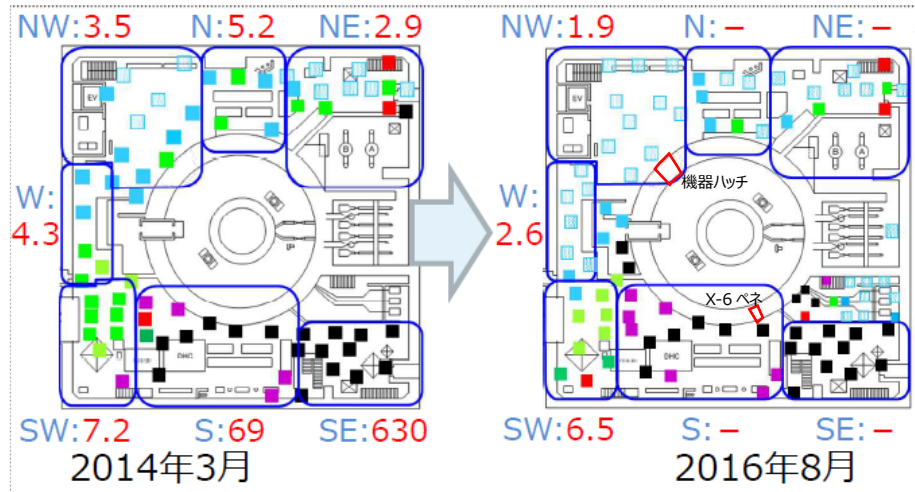 NW:3.5 N:5.2 NE:2.9
EV
B A
W:
4.3
DHC
SW:7.2 S:69 SE:630
2014年3月
NW:1.9 N:– NE:–
EV
B A
機器ハッチ
W:
2.6
X-6 ペネ
DHC
SW:6.5 S:– SE:–
2016年8月